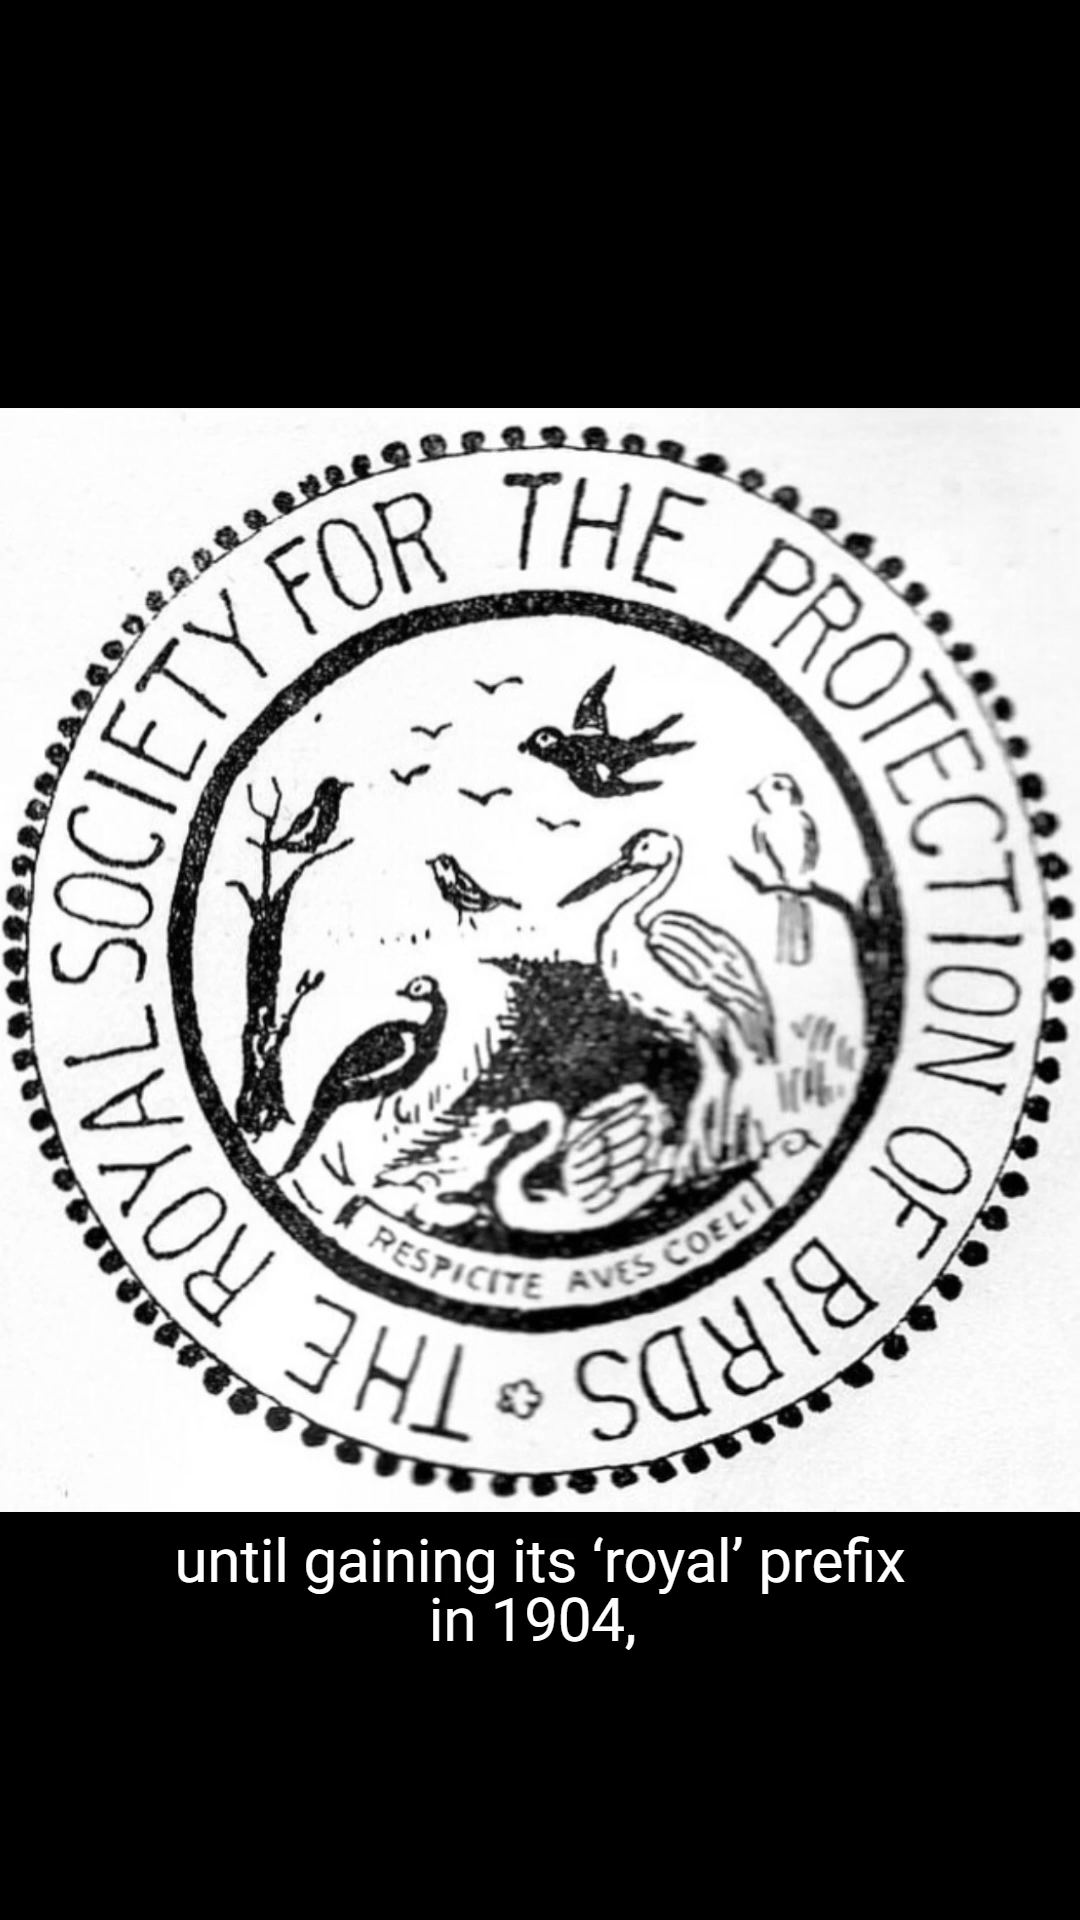 THE ROYAL SOCIETY FOR THE PROTECTION OF BIRDS
RESPICITE AVES COELI
until gaining its ‘royal’ prefix
in 1904,